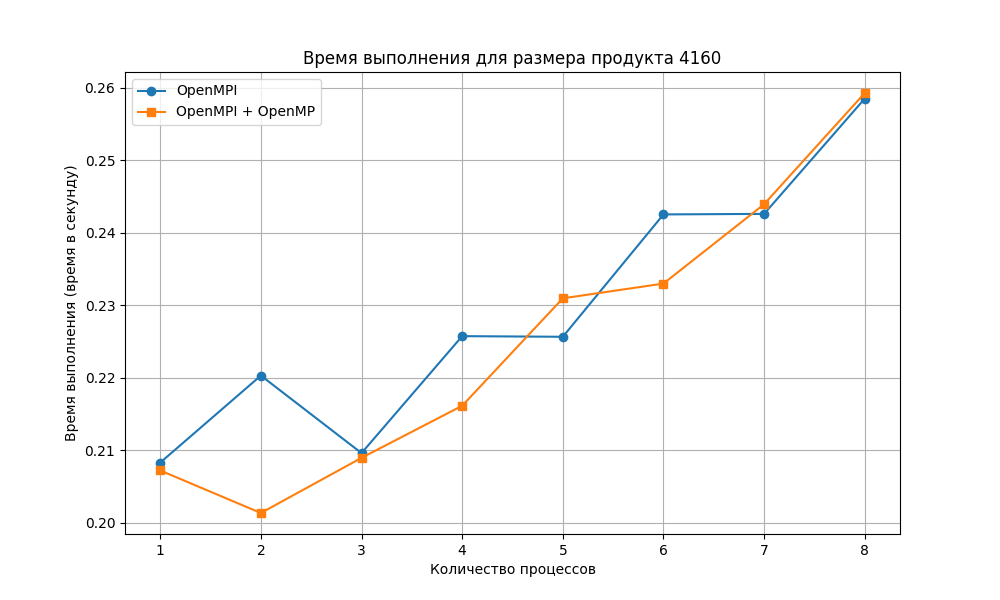 Время выполнения для размера продукта 4160
OpenMPI
OpenMPI + OpenMP
Время выполнения (время в секунду)
0.26
0.25
0.24
0.23
0.22
0.21
0.20
1 2 3 4 5 6 7 8
Количество процессов